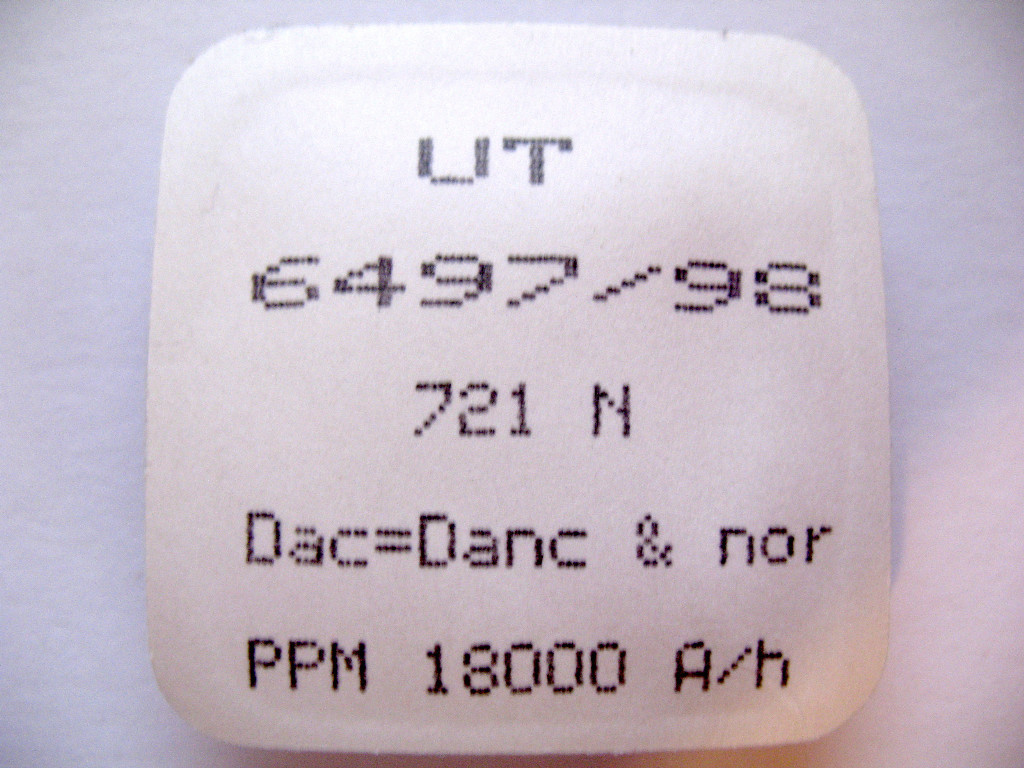 UT
6497/98
721 N
Dac=Danc & nor
PPM 18000 A/h